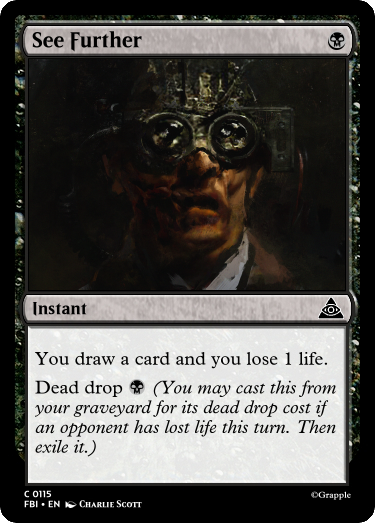 See Further
Instant
You draw a card and you lose 1 life.
Dead drop (You may cast this from
your graveyard for its dead drop cost if
an opponent has lost life this turn. Then
exile it.)
C 0115
FBI • EN Charlie Scott
©Grapple